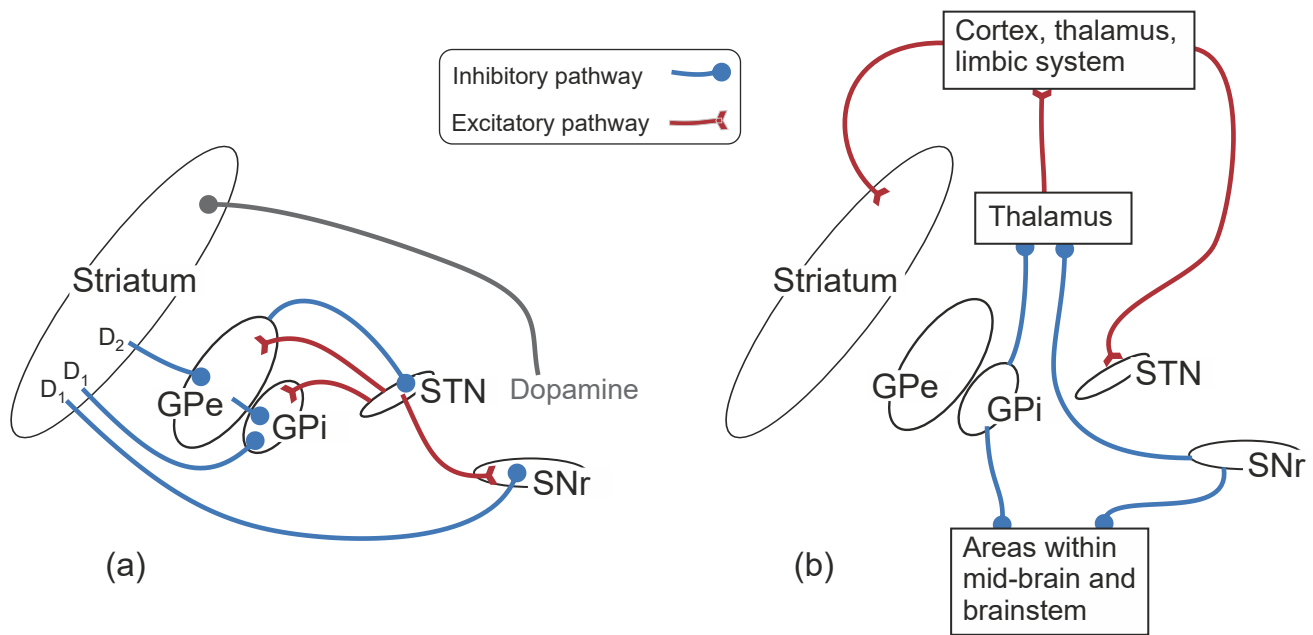 Inhibitory pathway
Excitatory pathway
Striatum
D2
D1
D1
GPe
GPi
STN
Dopamine
SNr
(a)
Cortex, thalamus,
limbic system
Thalamus
Striatum
GPe
GPi
STN
SNr
Areas within
mid-brain and
brainstem
(b)